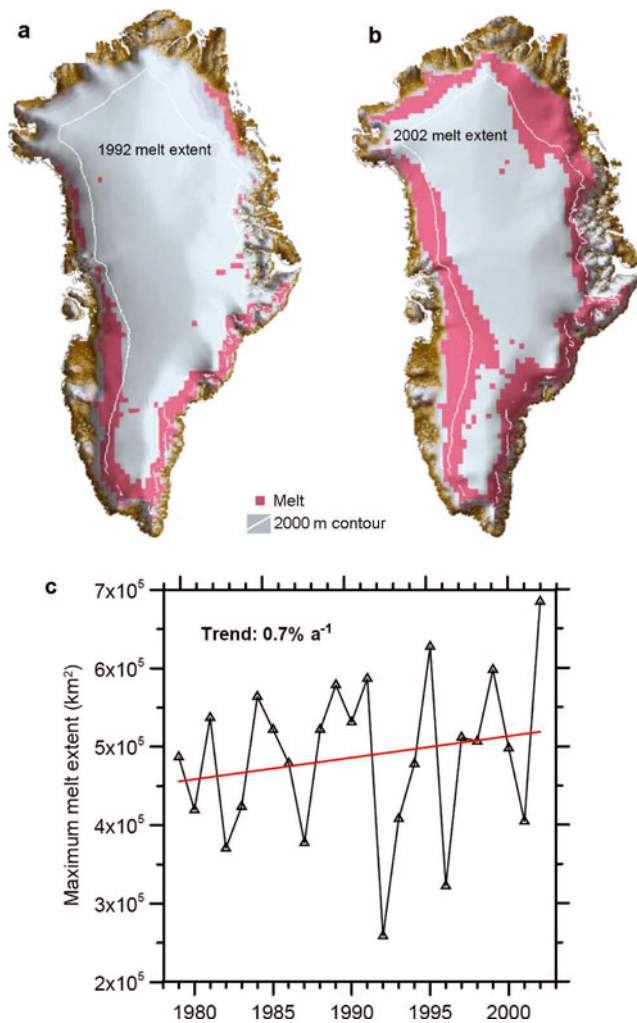 a
b
1992 melt extent
2002 melt extent
Melt
2000 m contour
c
7x10⁵
6x10⁵
5x10⁵
4x10⁵
3x10⁵
2x10⁵
Maximum melt extent (km²)
Trend: 0.7% a⁻¹
1980 1985 1990 1995 2000